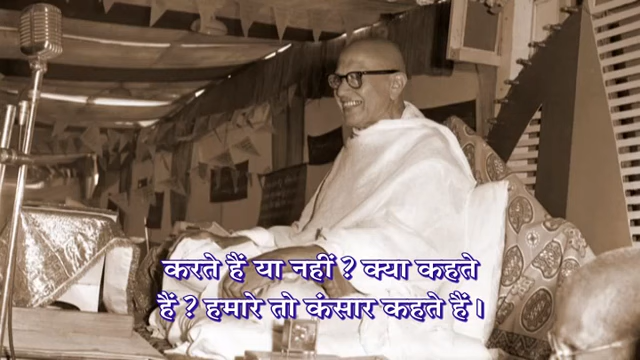 करते हैं या नहीं ? क्या कहते
हैं ? हमारे तो कंसार कहते हैं।